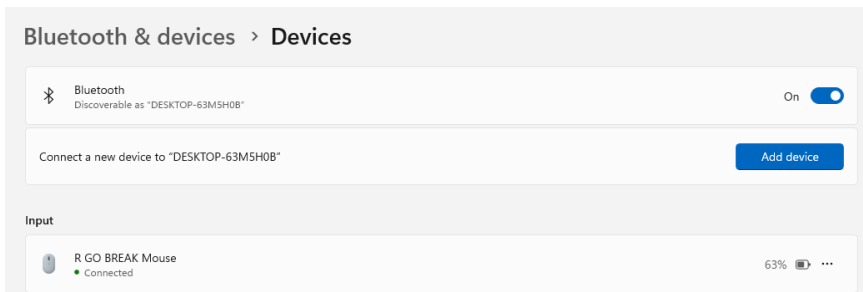 Bluetooth & devices > Devices
Bluetooth
Discoverable as "DESKTOP-63M5H0B"
On
Connect a new device to "DESKTOP-63M5H0B"
Add device
Input
R GO BREAK Mouse
Connected
63%